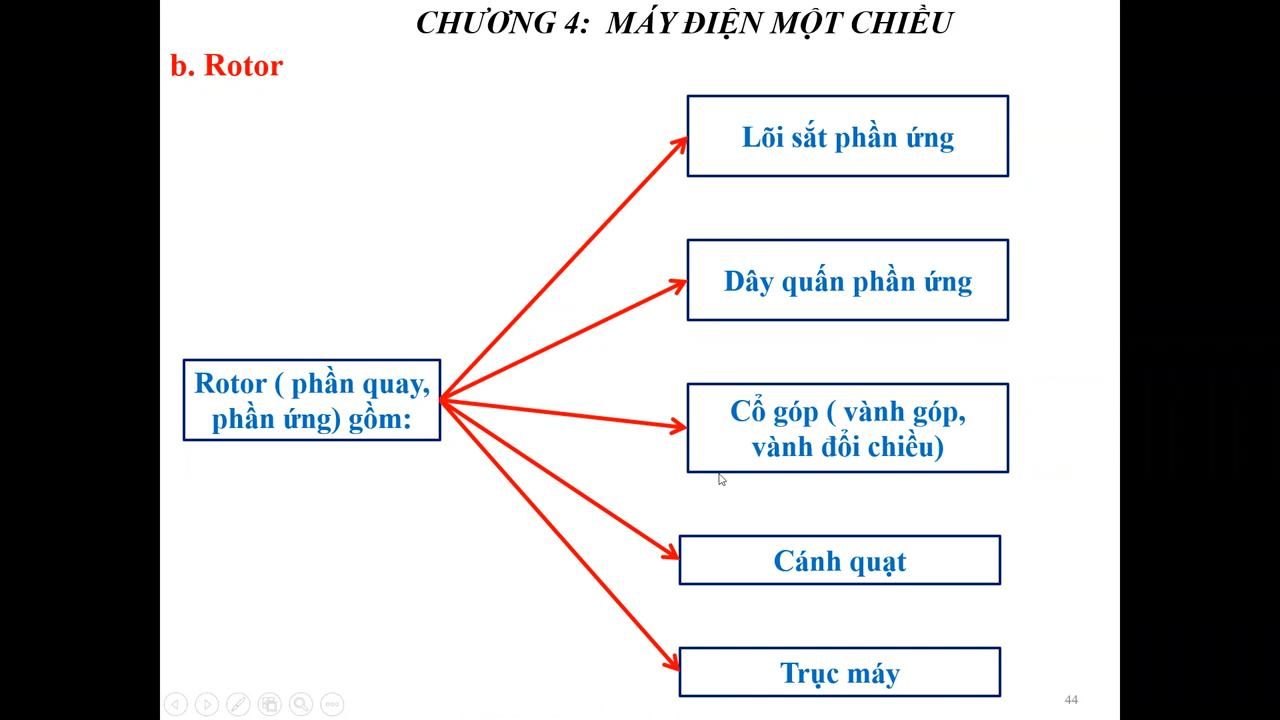 CHƯƠNG 4: MÁY ĐIỆN MỘT CHIỀU
b. Rotor
Lõi sắt phần ứng
Dây quấn phần ứng
Rotor ( phần quay,
phần ứng) gồm:
Cổ góp ( vành góp,
vành đổi chiều)
Cánh quạt
Trục máy
44